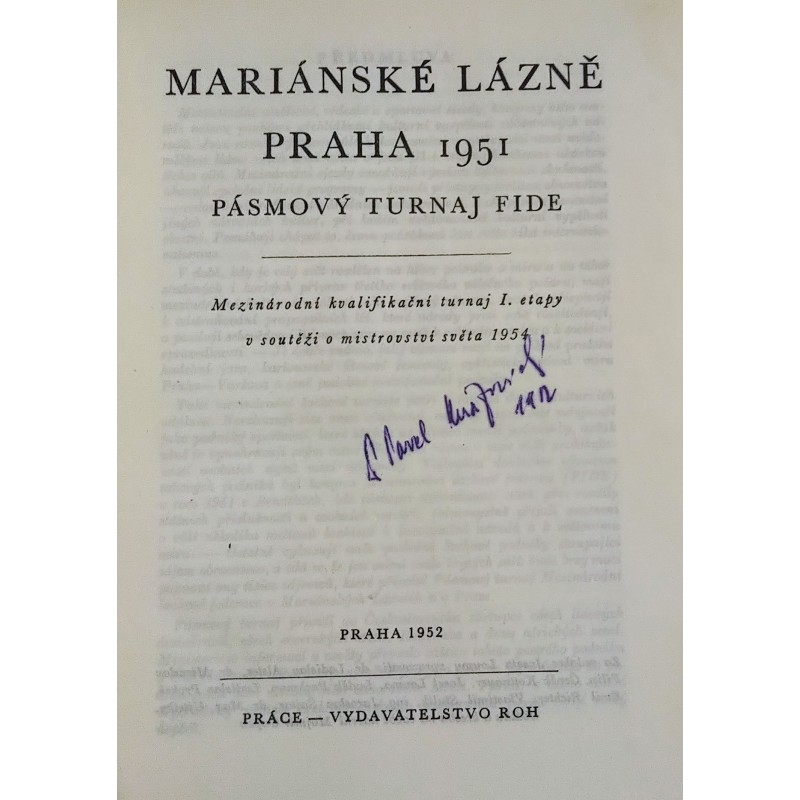 MARIÁNSKÉ LÁZNĚ
PRAHA 1951
PÁSMOVÝ TURNAJ FIDE
Mezinárodní kvalifikační turnaj I. etapy
v soutěži o mistrovství světa 1954
Pavel
PRAHA 1952
PRÁCE — VYDAVATELSTVO ROH